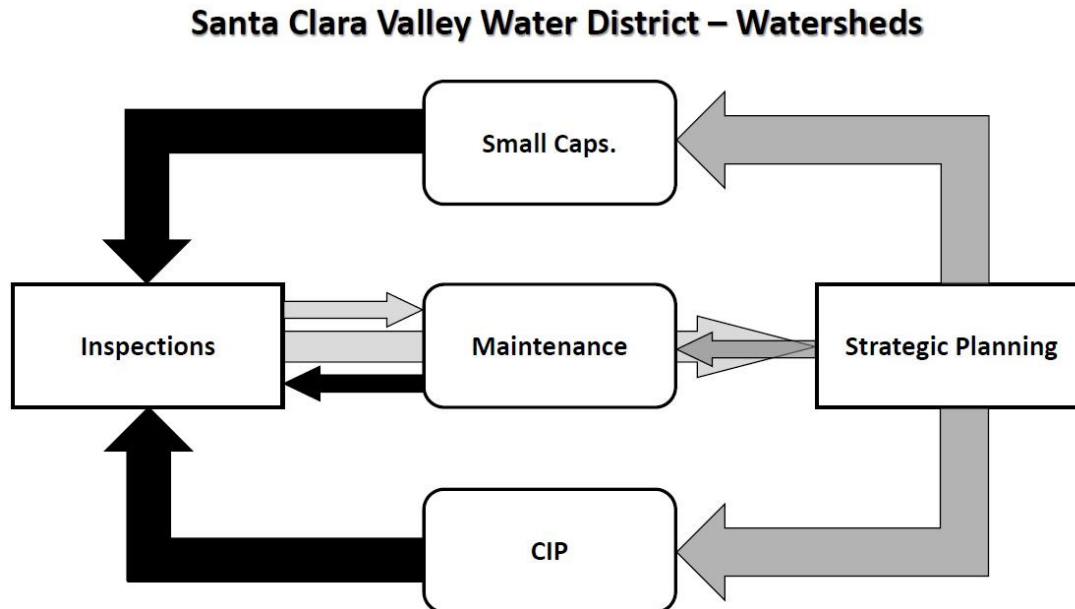 Santa Clara Valley Water District – Watersheds
Small Caps.
Inspections
Maintenance
Strategic Planning
CIP